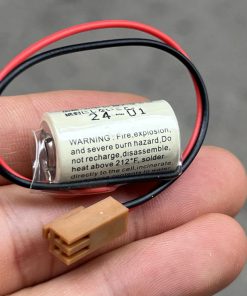 24-01
WARNING: Fire, explosion,
and severe burn hazard. Do
not recharge, disassemble,
heat above 212°F, solder
directly to the cell, incinerate